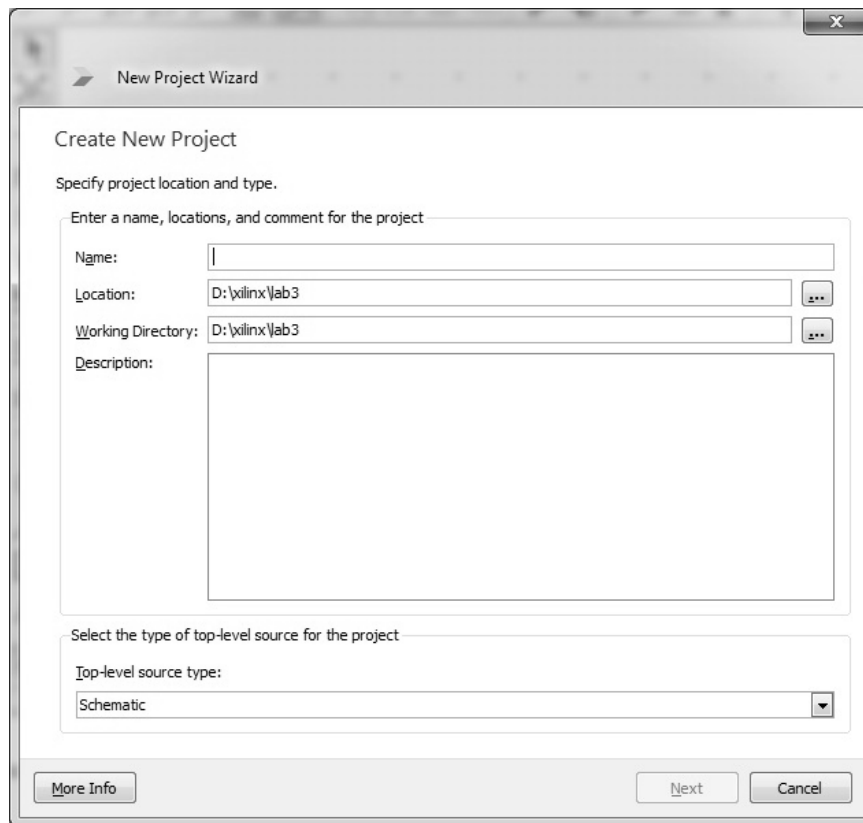 New Project Wizard
Create New Project
Specify project location and type.
Enter a name, locations, and comment for the project
Name:
Location: D:\xilinx\lab3 ...
Working Directory: D:\xilinx\lab3 ...
Description:
Select the type of top-level source for the project
Top-level source type:
Schematic
More Info Next Cancel